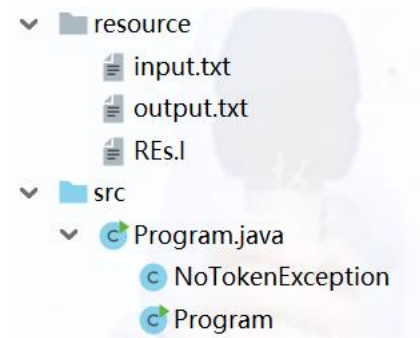 resource
input.txt
output.txt
REs.l
src
Program.java
NoTokenException
Program